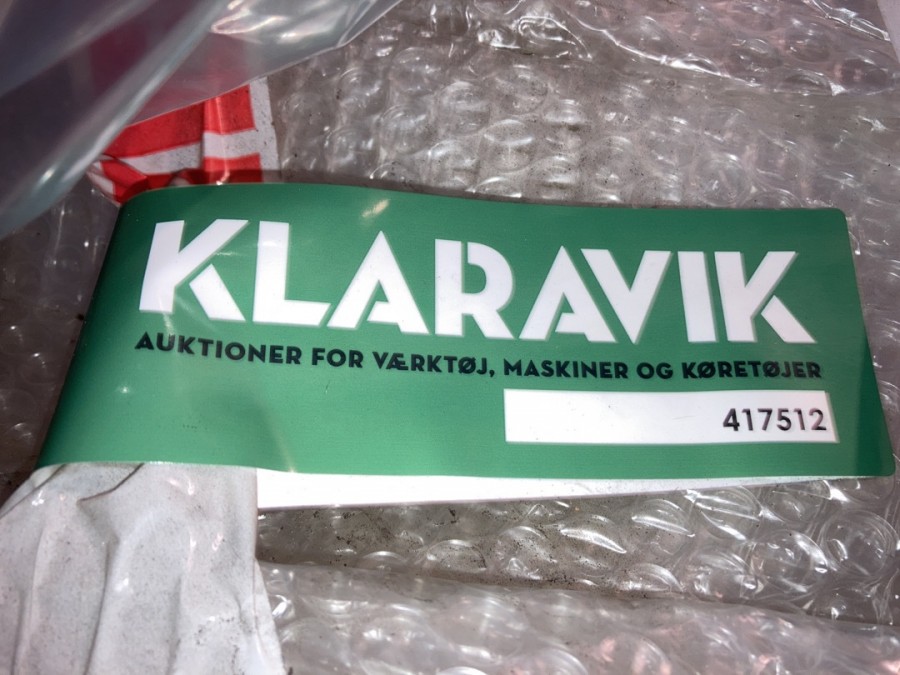 KLARAVIK
AUKTIONER FOR VÆRKTØJ, MASKINER OG KØRETØJER
417512